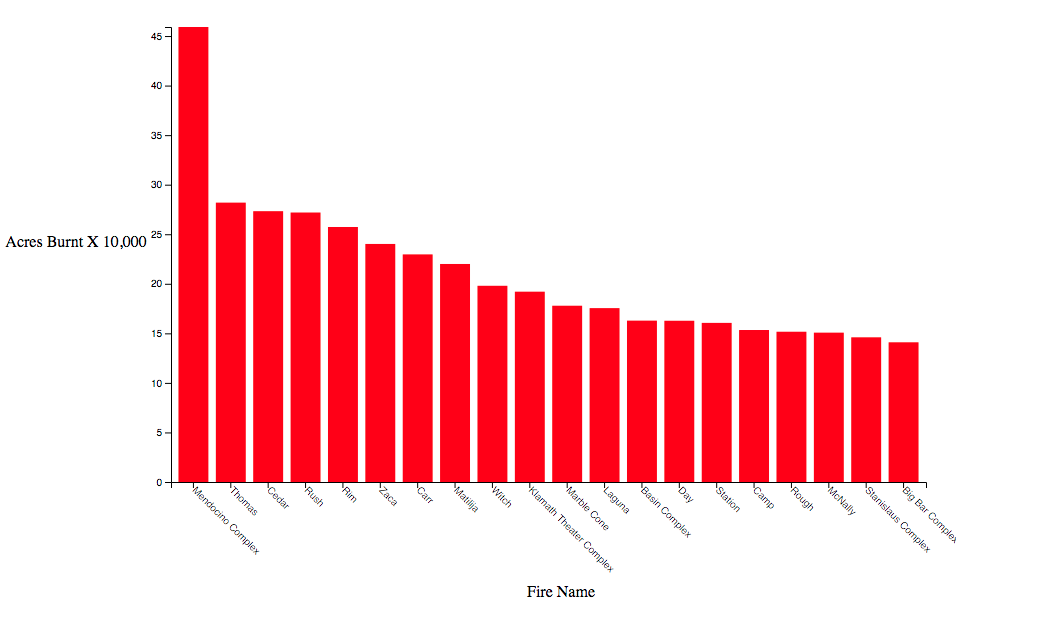 45
40
35
30
Acres Burnt X 10,000
25
20
15
10
5
0
Mendocino Complex
Thomas
Cedar
Rush
Rim
Zaca
Carr
Matilija
Witch
Klamath Theater Complex
Marble Cone
Laguna
Basin Complex
Day
Station
Camp
Rough
McNally
Stanislaus Complex
Big Bar Complex
Fire Name